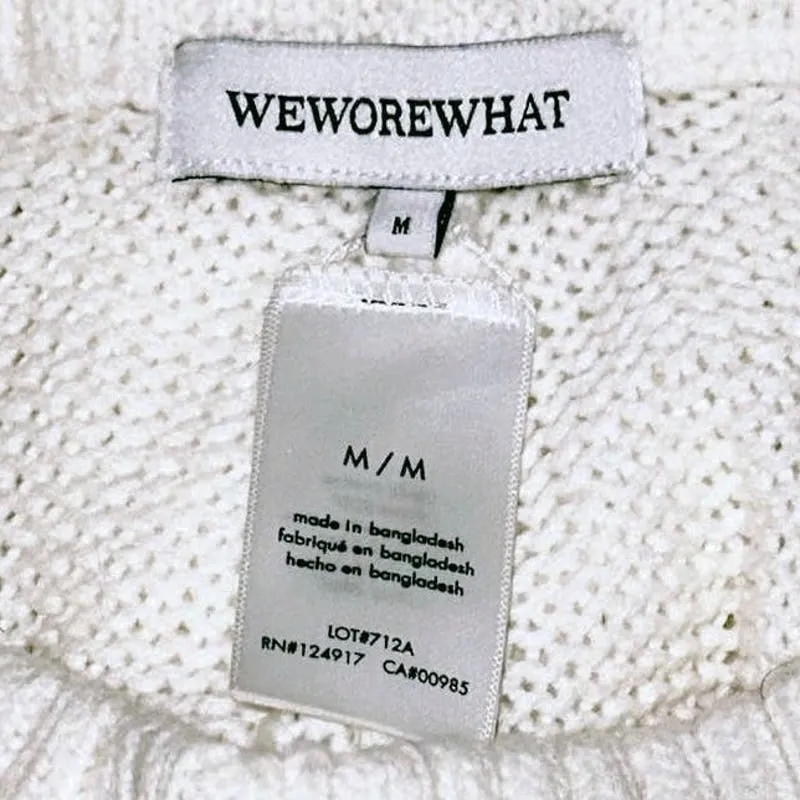 WEWOREWHAT
M
M / M
made in bangladesh
fabriqué en bangladesh
hecho en bangladesh
LOT#712A
RN#124917 CA#00985